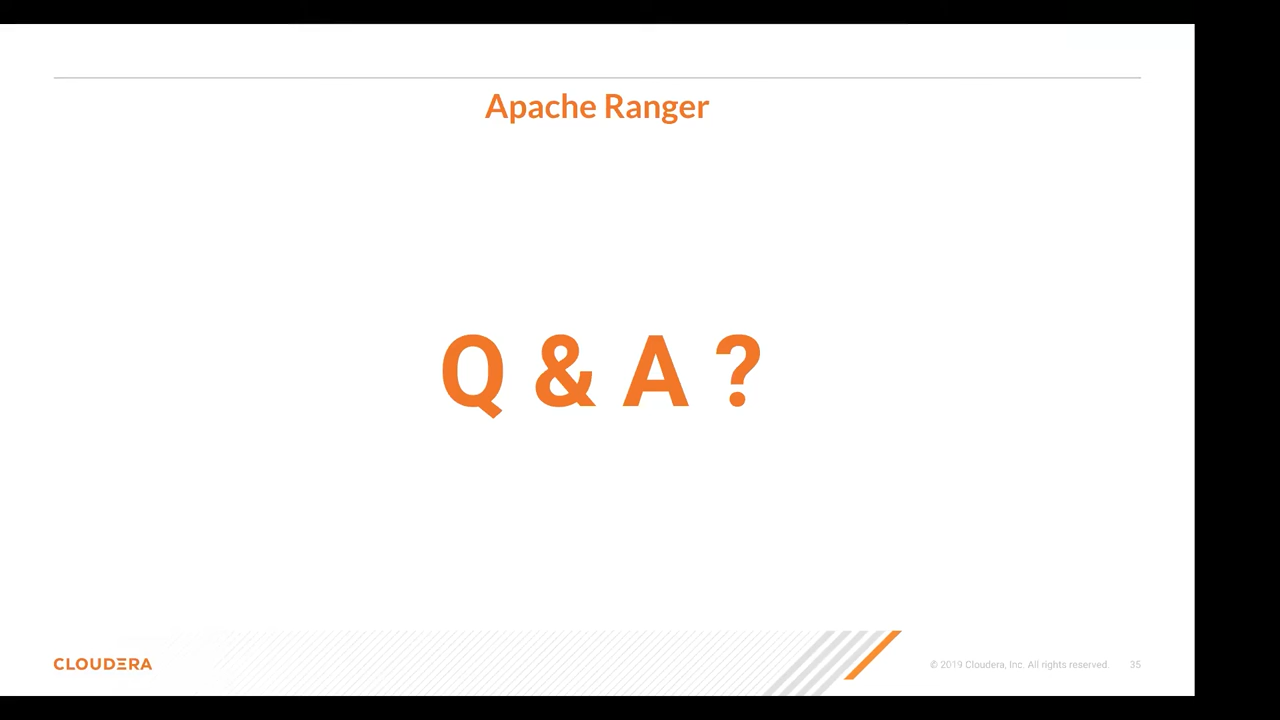 Apache Ranger
Q & A ?
CLOUDERA
© 2019 Cloudera, Inc. All rights reserved. 35